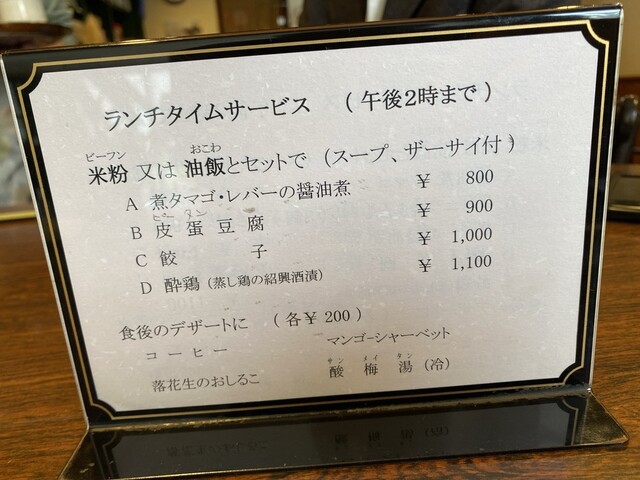 ランチタイムサービス （午後2時まで）
ビーフン おこわ
米粉 又は 油飯とセットで （スープ、ザーサイ付）
A 煮タマゴ・レバーの醤油煮 ￥ 800
ピータン
B 皮蛋豆腐 ￥ 900
C 餃子 ￥ 1,000
D 酔鶏（蒸し鶏の紹興酒漬） ￥ 1,100
食後のデザートに （各￥200）
コーヒー マンゴーシャーベット
サンメイタン
落花生のおしるこ 酸梅湯（冷）